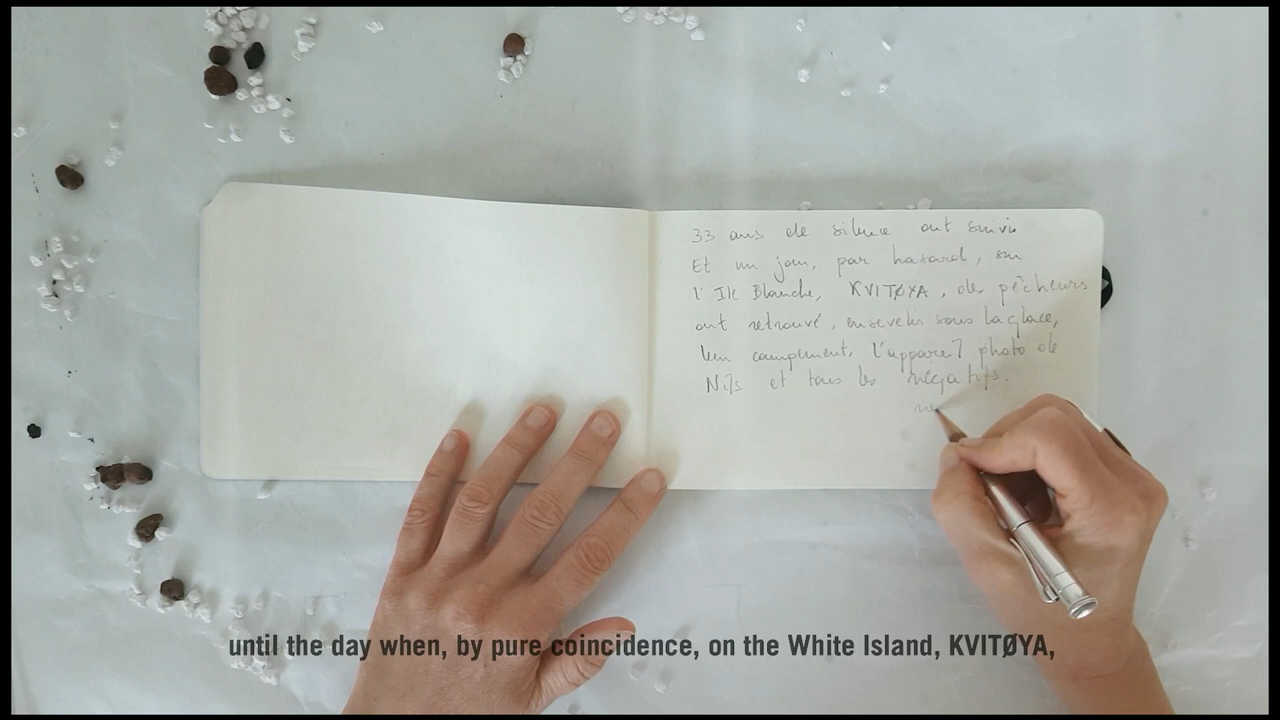 33 ans de silence ont suivi
Et un jour, par hasard, sur
l'Ile Blanche, KVITØYA, des pêcheurs
ont retrouvé, ensevelis sous la glace,
leur campement, l'appareil photo de
Nils et tous les négatifs.
until the day when, by pure coincidence, on the White Island, KVITØYA,